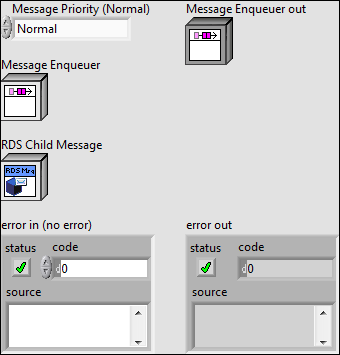 Message Priority (Normal)
Message Enqueuer out
Normal
Message Enqueuer
RDS Child Message
RDS Msg
error in (no error)
error out
status
code
status
code
0
d0
source
source